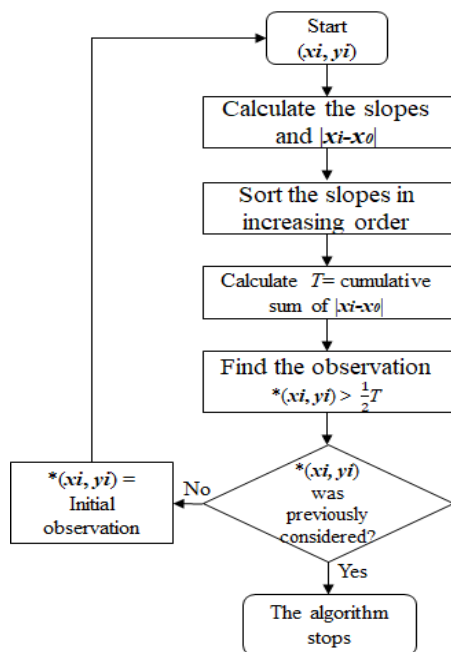 Start
(xi, yi)
Calculate the slopes
and |xi-x0|
Sort the slopes in
increasing order
Calculate T= cumulative
sum of |xi-x0|
Find the observation
*(xi, yi) > ½T
*(xi, yi)
was
previously
considered?
No
*(xi, yi) =
Initial
observation
Yes
The algorithm
stops